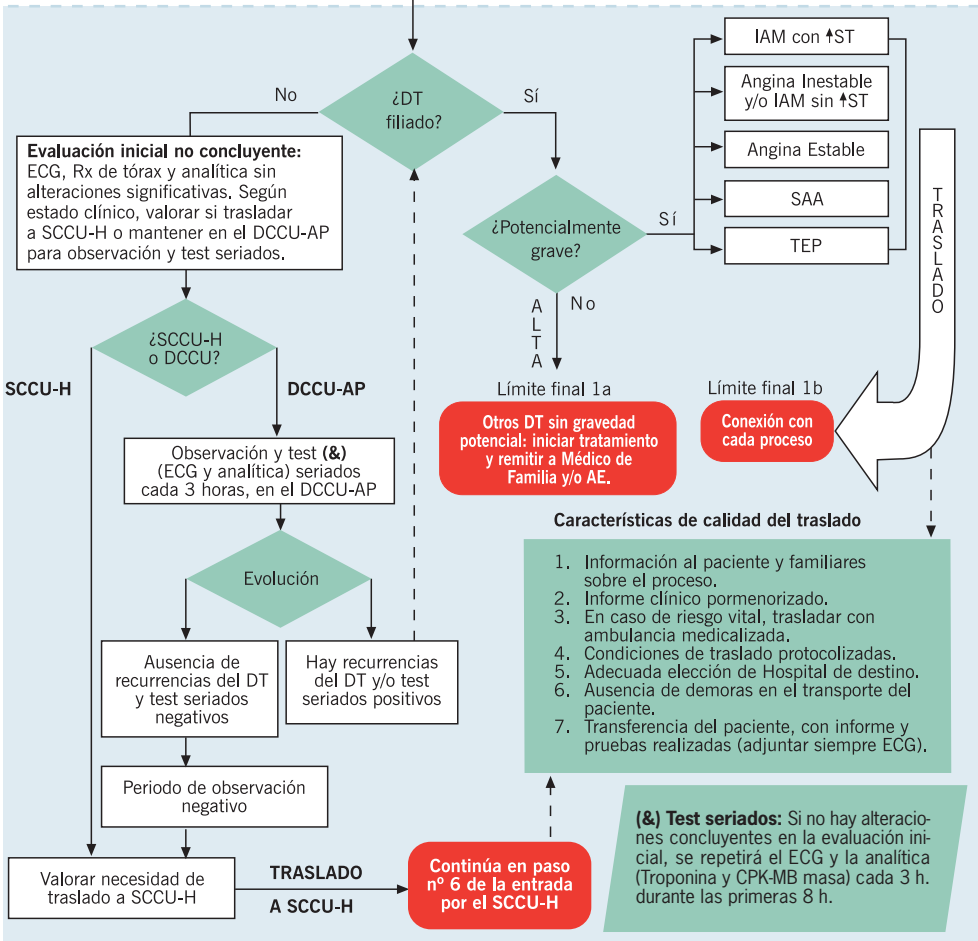 ¿DT
filiado?
No
Sí
Evaluación inicial no concluyente:
ECG, Rx de tórax y analítica sin
alteraciones significativas. Según
estado clínico, valorar si trasladar
a SCCU-H o mantener en el DCCU-AP
para observación y test seriados.
¿Potencialmente
grave?
Sí
IAM con ↑ST
Angina Inestable
y/o IAM sin ↑ST
Angina Estable
SAA
TEP
TRASLADO
No
ALTA
Límite final 1a
Otros DT sin gravedad
potencial: iniciar tratamiento
y remitir a Médico de
Familia y/o AE.
Límite final 1b
Conexión con
cada proceso
¿SCCU-H
o DCCU?
SCCU-H
DCCU-AP
Observación y test (&)
(ECG y analítica) seriados
cada 3 horas, en el DCCU-AP
Evolución
Ausencia de
recurrencias del DT
y test seriados
negativos
Hay recurrencias
del DT y/o test
seriados positivos
Periodo de observación
negativo
Valorar necesidad de
traslado a SCCU-H
TRASLADO
A SCCU-H
Continúa en paso
nº 6 de la entrada
por el SCCU-H
Características de calidad del traslado
1. Información al paciente y familiares
sobre el proceso.
2. Informe clínico pormenorizado.
3. En caso de riesgo vital, trasladar con
ambulancia medicalizada.
4. Condiciones de traslado protocolizadas.
5. Adecuada elección de Hospital de destino.
6. Ausencia de demoras en el transporte del
paciente.
7. Transferencia del paciente, con informe y
pruebas realizadas (adjuntar siempre ECG).
(&) Test seriados: Si no hay alteracio-
nes concluyentes en la evaluación ini-
cial, se repetirá el ECG y la analítica
(Troponina y CPK-MB masa) cada 3 h.
durante las primeras 8 h.